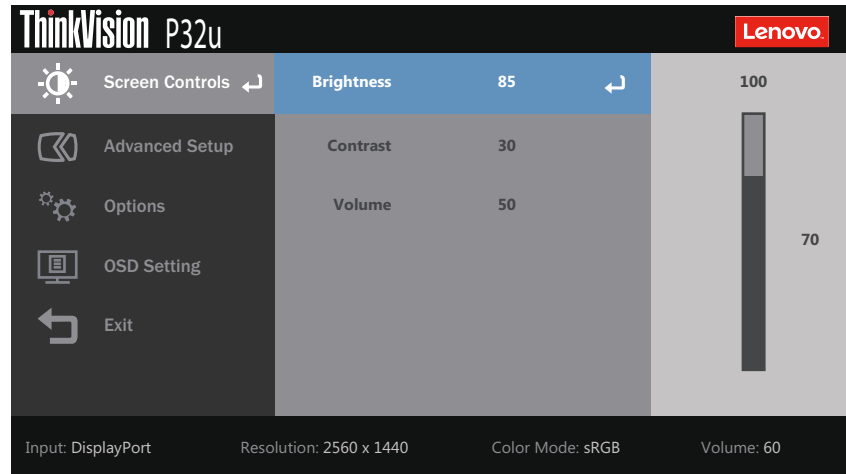 ThinkVision P32u Lenovo.
Screen Controls Brightness 85 100
Advanced Setup Contrast 30
Options Volume 50
70
OSD Setting
Exit
Input: DisplayPort Resolution: 2560 x 1440 Color Mode: sRGB Volume: 60